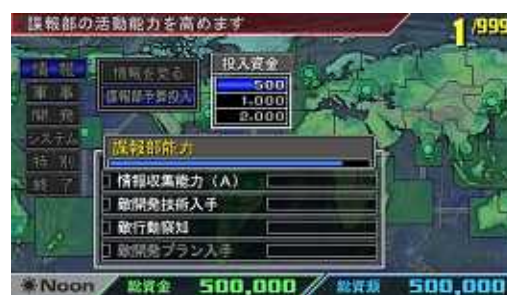 諜報部の活動能力を高めます
1/999
情報
軍事
開発
システム
特別
終了
情報を見る
諜報部予算投入
投入資金
500
1,000
2,000
諜報部能力
情報収集能力(A)
敵開発技術入手
敵行動察知
敵開発プラン入手
Noon 総資金 500,000 総資源 500,000